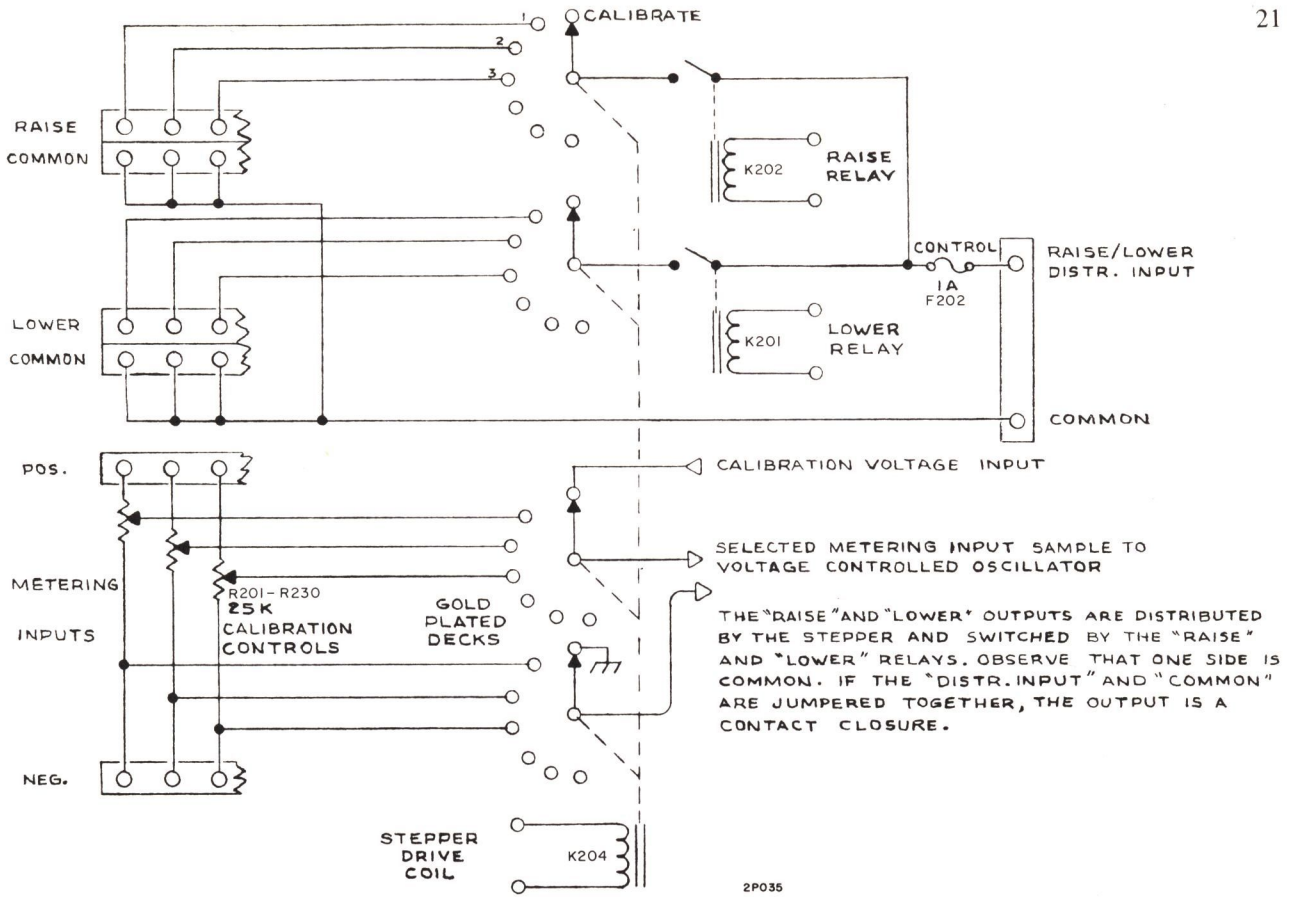 21
CALIBRATE
1
2
3
RAISE
COMMON
K202
RAISE
RELAY
CONTROL
1A
F202
RAISE/LOWER
DISTR. INPUT
LOWER
COMMON
K201
LOWER
RELAY
COMMON
POS.
CALIBRATION VOLTAGE INPUT
SELECTED METERING INPUT SAMPLE TO
VOLTAGE CONTROLLED OSCILLATOR
METERING
INPUTS
R201-R230
25K
CALIBRATION
CONTROLS
GOLD
PLATED
DECKS
THE "RAISE" AND "LOWER" OUTPUTS ARE DISTRIBUTED
BY THE STEPPER AND SWITCHED BY THE "RAISE"
AND "LOWER" RELAYS. OBSERVE THAT ONE SIDE IS
COMMON. IF THE "DISTR. INPUT" AND "COMMON"
ARE JUMPERED TOGETHER, THE OUTPUT IS A
CONTACT CLOSURE.
NEG.
STEPPER
DRIVE
COIL
K204
2P035